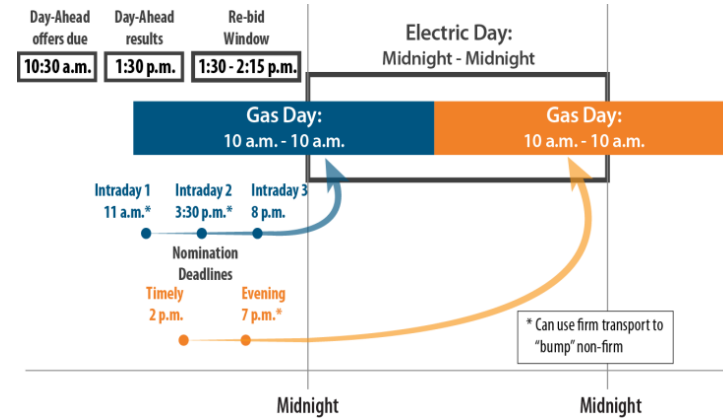 Day-Ahead
offers due
10:30 a.m.
Day-Ahead
results
1:30 p.m.
Re-bid
Window
1:30 - 2:15 p.m.
Electric Day:
Midnight - Midnight
Gas Day:
10 a.m. - 10 a.m.
Gas Day:
10 a.m. - 10 a.m.
Intraday 1
11 a.m.*
Intraday 2
3:30 p.m.*
Intraday 3
8 p.m.
Nomination
Deadlines
Timely
2 p.m.
Evening
7 p.m.*
* Can use firm transport to
"bump" non-firm
Midnight
Midnight